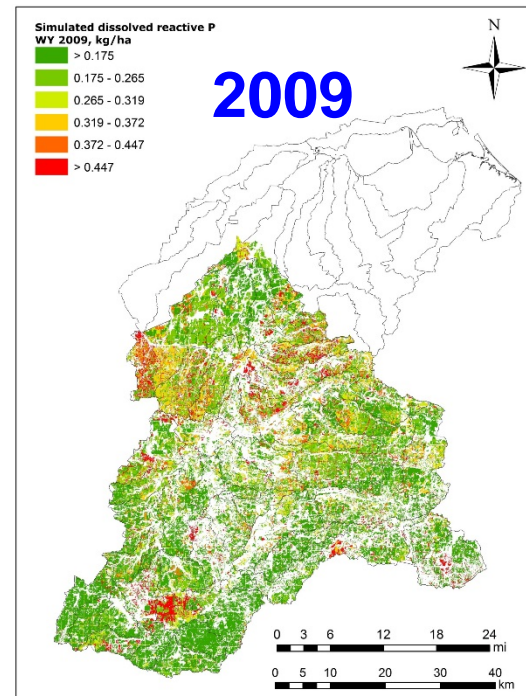 Simulated dissolved reactive P
WY 2009, kg/ha
> 0.175
0.175 - 0.265
0.265 - 0.319
0.319 - 0.372
0.372 - 0.447
> 0.447
2009
N
0 3 6 12 18 24
mi
0 5 10 20 30 40
km